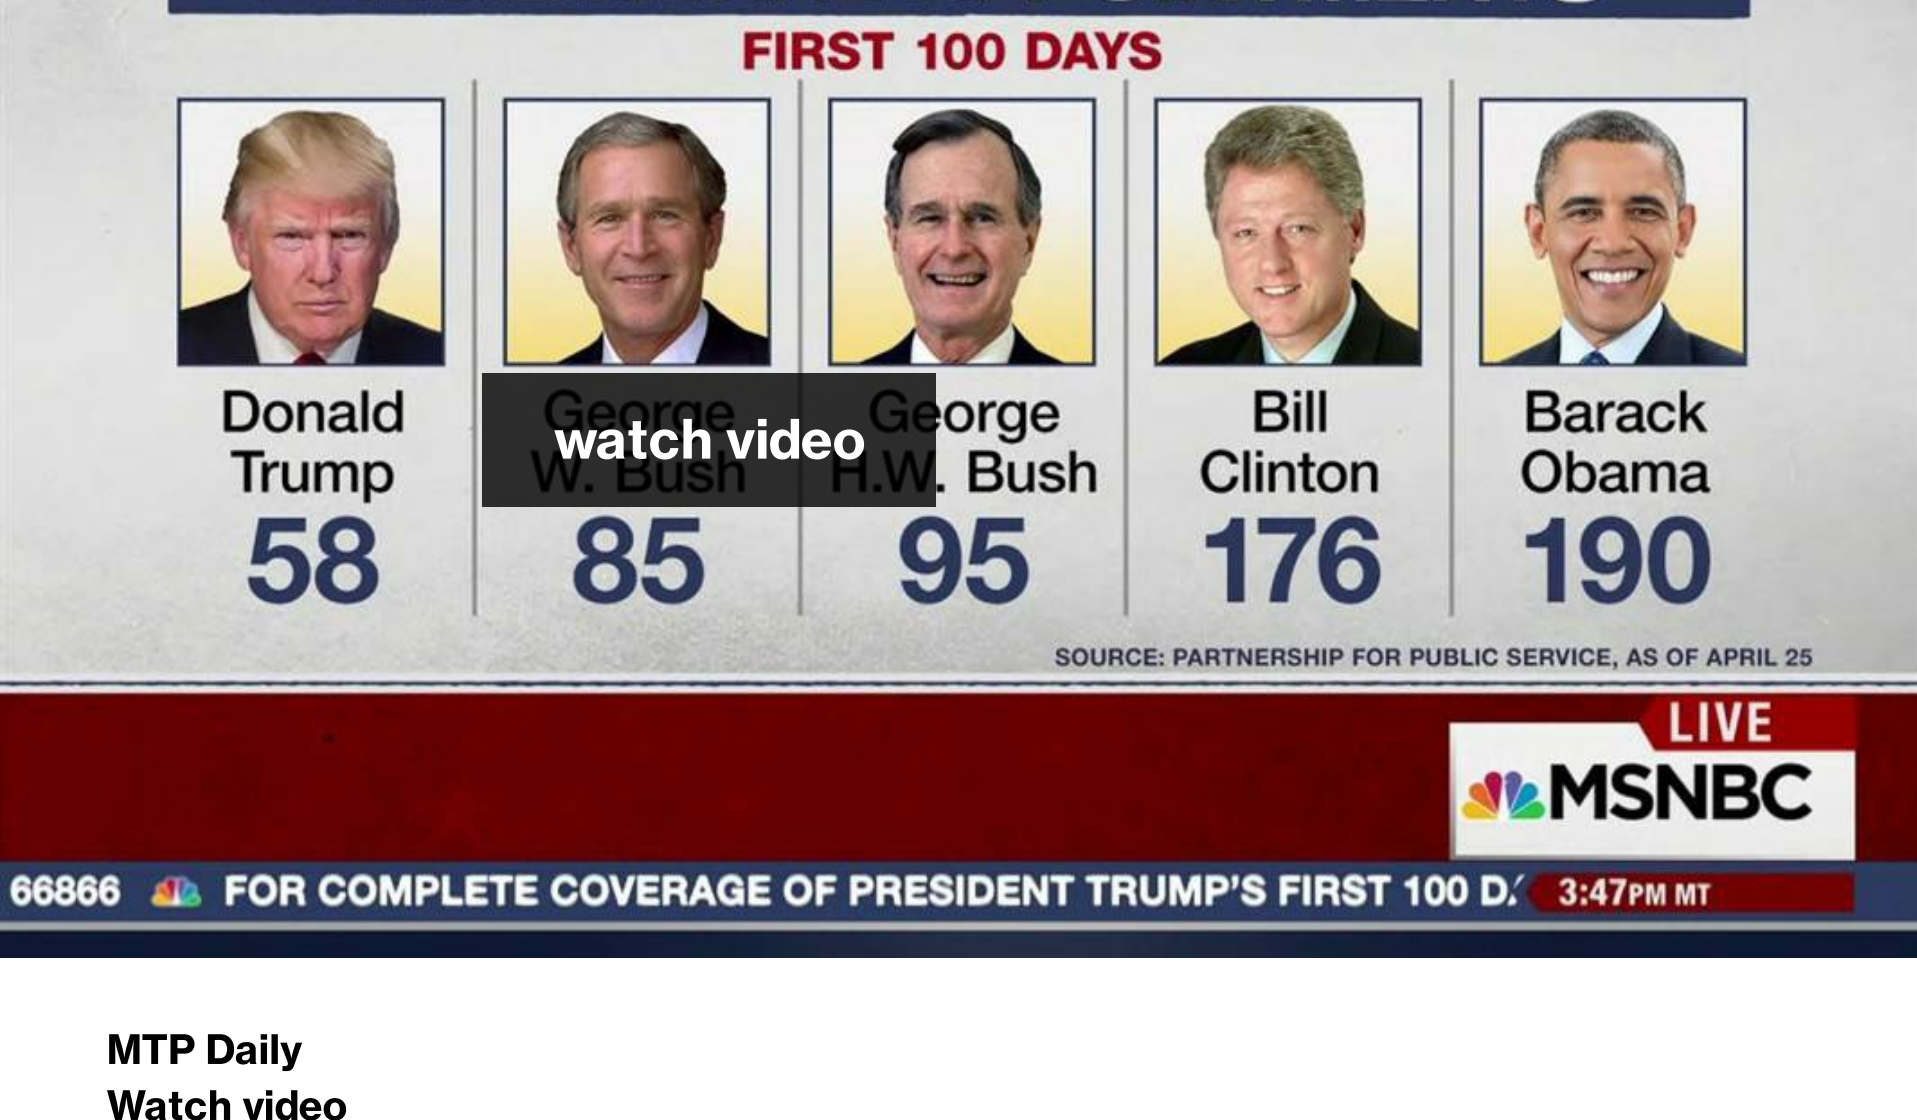 FIRST 100 DAYS
Donald
Trump
58
George
W. Bush
85
George
H.W. Bush
95
Bill
Clinton
176
Barack
Obama
190
watch video
SOURCE: PARTNERSHIP FOR PUBLIC SERVICE, AS OF APRIL 25
LIVE
MSNBC
66866 FOR COMPLETE COVERAGE OF PRESIDENT TRUMP'S FIRST 100 D
3:47PM MT
MTP Daily
Watch video